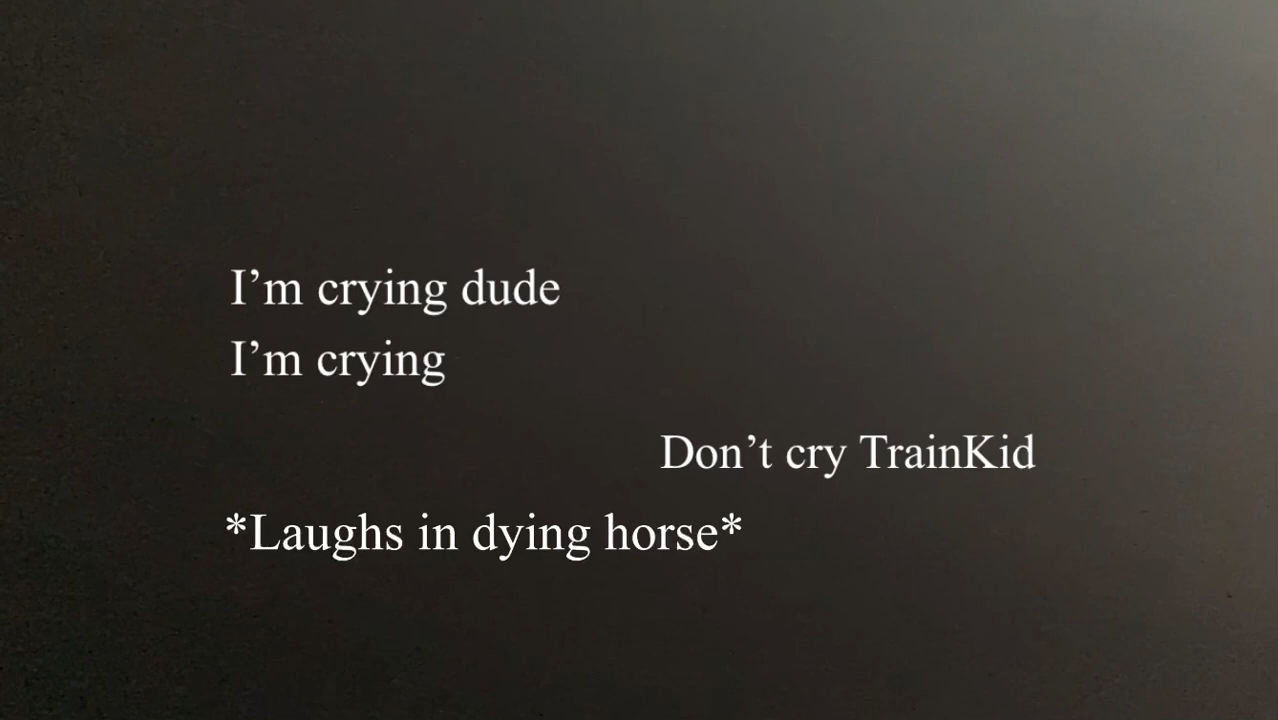 I’m crying dude
I’m crying
Don’t cry TrainKid
*Laughs in dying horse*